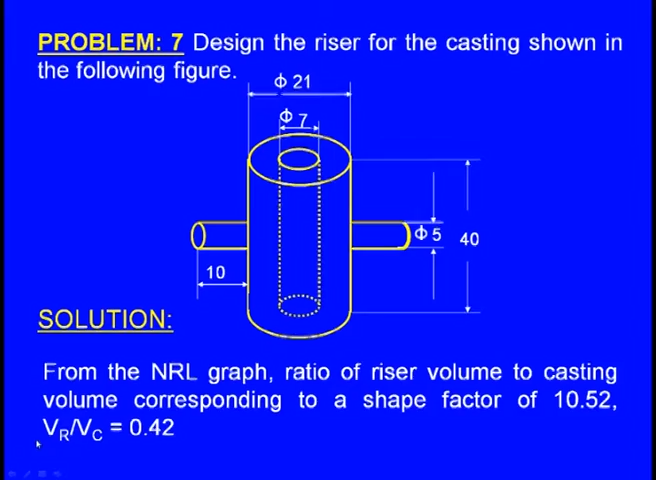 PROBLEM: 7 Design the riser for the casting shown in
the following figure.
Φ 21
Φ 7
Φ 5
40
10
SOLUTION:
From the NRL graph, ratio of riser volume to casting
volume corresponding to a shape factor of 10.52,
VR/VC = 0.42